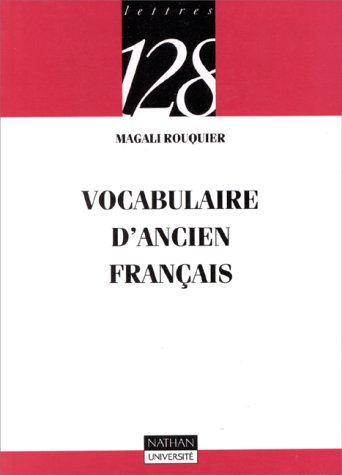 lettres
128
MAGALI ROUQUIER
VOCABULAIRE
D'ANCIEN
FRANÇAIS
NATHAN
UNIVERSITÉ